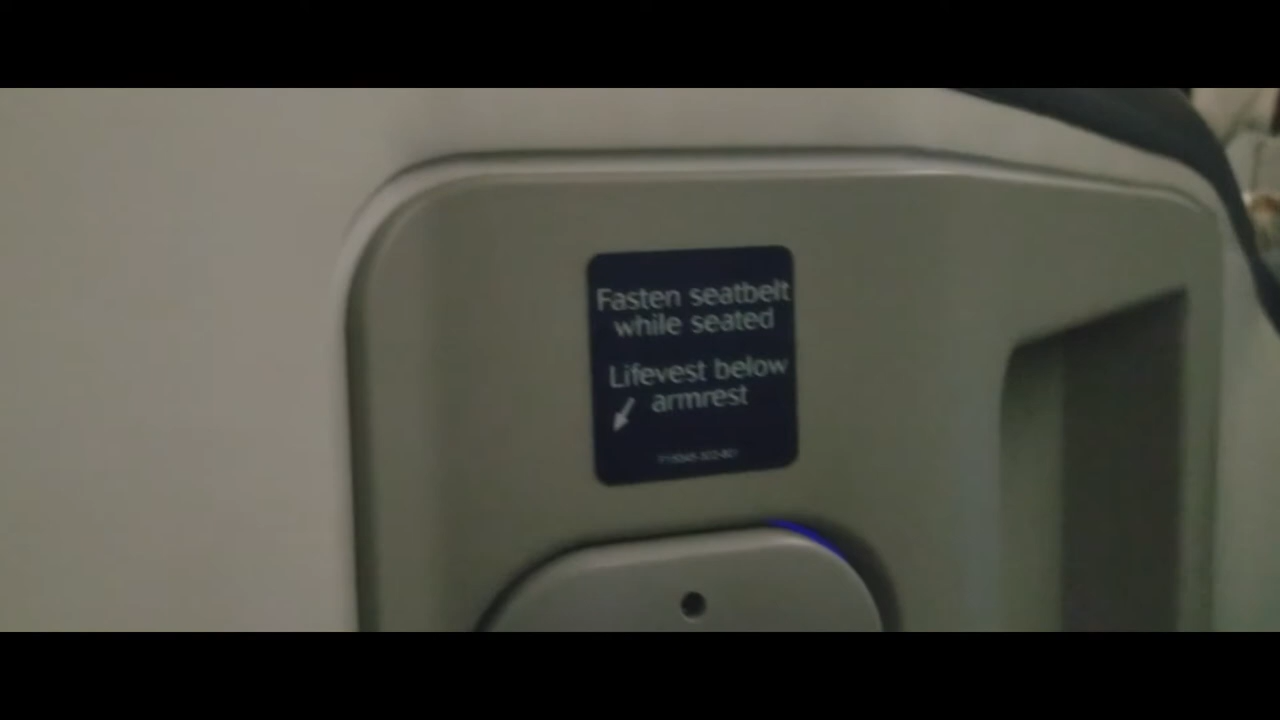 Fasten seatbelt
while seated
Lifevest below
armrest